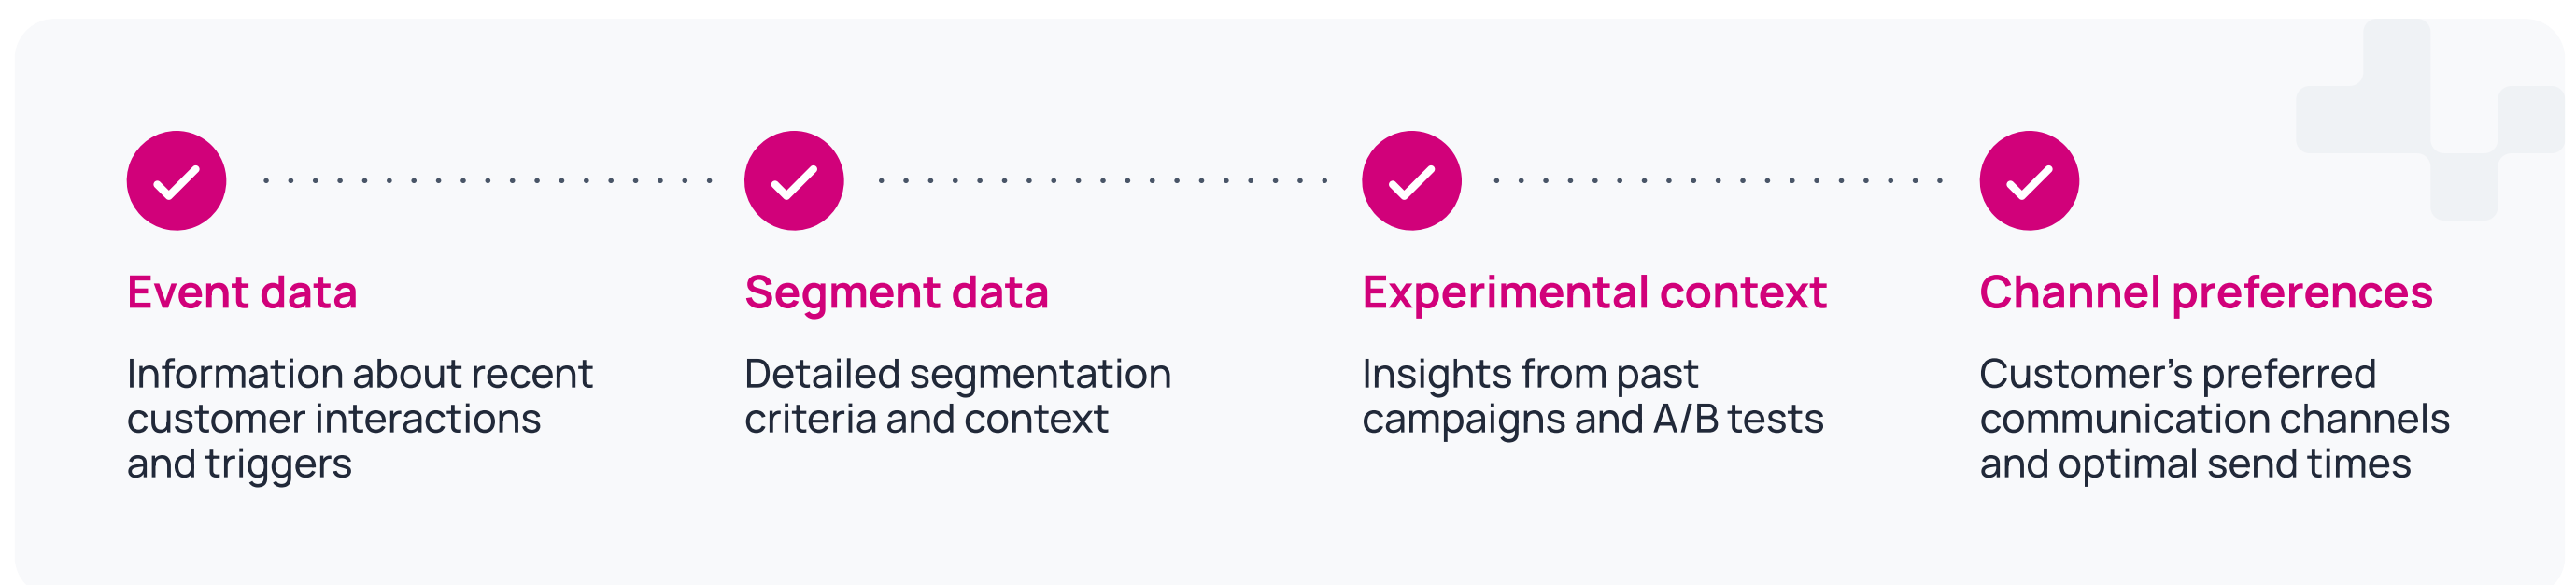 Event data
Information about recent
customer interactions
and triggers
Segment data
Detailed segmentation
criteria and context
Experimental context
Insights from past
campaigns and A/B tests
Channel preferences
Customer’s preferred
communication channels
and optimal send times